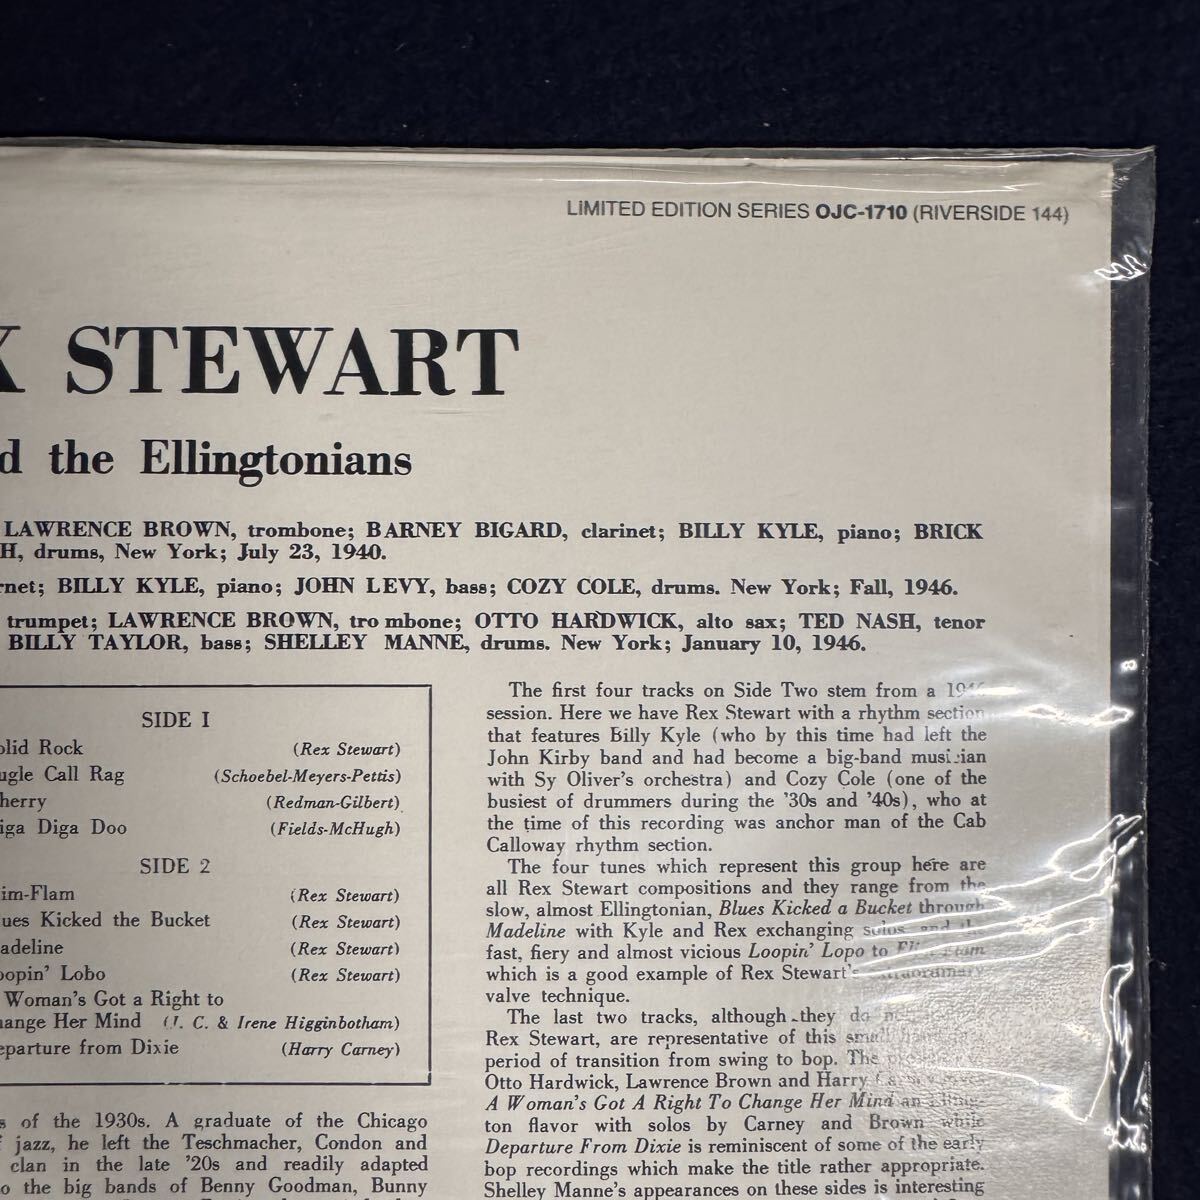 LIMITED EDITION SERIES OJC-1710 (RIVERSIDE 144)
STEWART
the Ellingtonians
LAWRENCE BROWN, trombone; BARNEY BIGARD, clarinet; BILLY KYLE, piano; BRICK
H, drums, New York; July 23, 1940.
rnet; BILLY KYLE, piano; JOHN LEVY, bass; COZY COLE, drums. New York; Fall, 1946.
trumpet; LAWRENCE BROWN, tro mbone; OTTO HARDWICK, alto sax; TED NASH, tenor
BILLY TAYLOR, bass; SHELLEY MANNE, drums. New York; January 10, 1946.
SIDE I
olid Rock (Rex Stewart)
ugle Call Rag (Schoebel-Meyers-Pettis)
herry (Redman-Gilbert)
iga Diga Doo (Fields-McHugh)
SIDE 2
im-Flam (Rex Stewart)
ues Kicked the Bucket (Rex Stewart)
adeline (Rex Stewart)
oopin' Lobo (Rex Stewart)
Woman's Got a Right to
hange Her Mind (J. C. & Irene Higginbotham)
eparture from Dixie (Harry Carney)
s of the 1930s. A graduate of the Chicago
jazz, he left the Teschmacher, Condon and
clan in the late '20s and readily adapted
o the big bands of Benny Goodman, Bunny
The first four tracks on Side Two stem from a
session. Here we have Rex Stewart with a rhythm section
that features Billy Kyle (who by this time had left the
John Kirby band and had become a big-band musician
with Sy Oliver's orchestra) and Cozy Cole (one of the
busiest of drummers during the '30s and '40s), who at
the time of this recording was anchor man of the Cab
Calloway rhythm section.
The four tunes which represent this group here are
all Rex Stewart compositions and they range from the
slow, almost Ellingtonian, Blues Kicked a Bucket through
Madeline with Kyle and Rex exchanging solos and the
fast, fiery and almost vicious Loopin' Lopo to Flim Flam
which is a good example of Rex Stewart's extraordinary
valve technique.
The last two tracks, although they do
Rex Stewart, are representative of this small
period of transition from swing to bop. The
Otto Hardwick, Lawrence Brown and Harry
A Woman's Got A Right To Change Her Mind an Elling-
ton flavor with solos by Carney and Brown while
Departure From Dixie is reminiscent of some of the early
bop recordings which make the title rather appropriate.
Shelley Manne's appearances on these sides is interesting